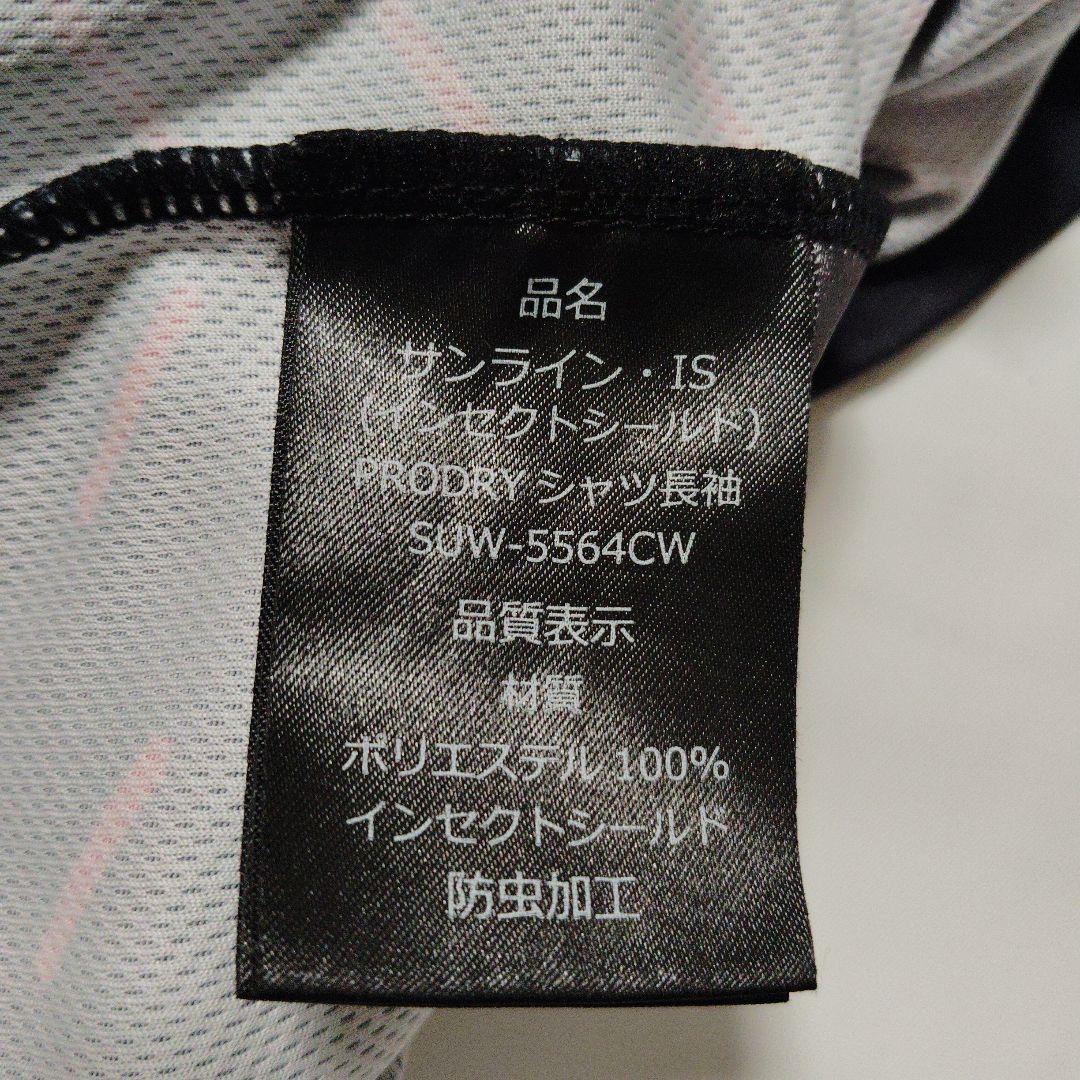 品名
サンライン・IS
(インセクトシールド)
PRODRY シャツ長袖
SUW-5564CW
品質表示
材質
ポリエステル 100%
インセクトシールド
防虫加工